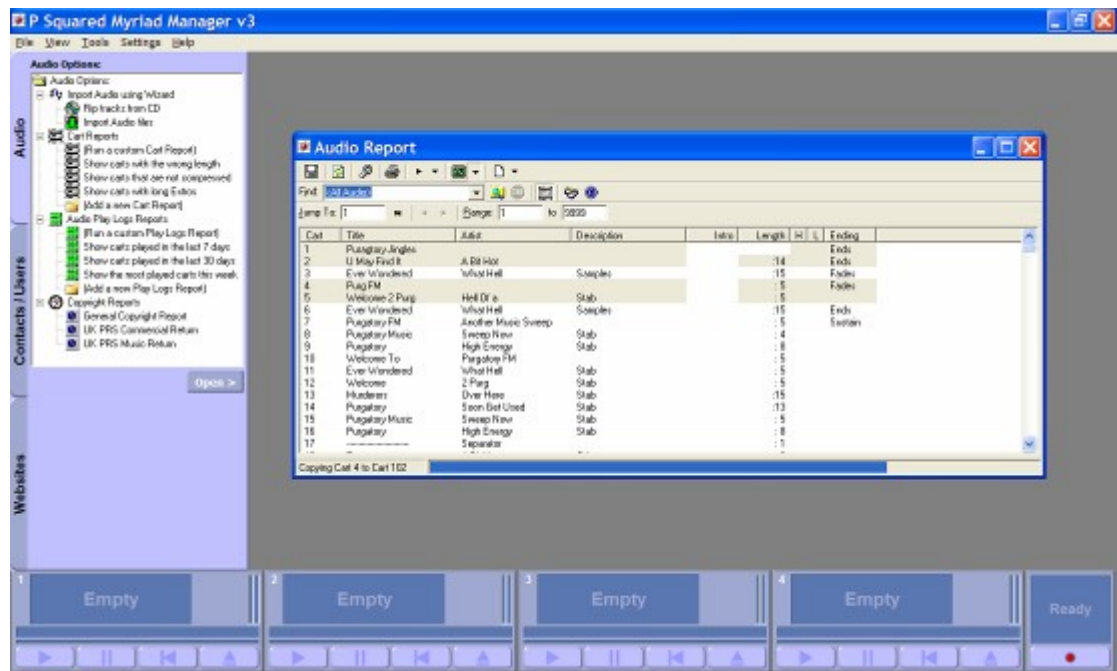 P Squared Myriad Manager v3
File View Tools Settings Help
Audio Options:
Audio Options:
Import Audio using Wizard
Rip tracks from CD
Import Audio files
Cart Reports
(Run a custom Cart Report)
Show carts with the wrong length
Show carts that are not compressed
Show carts with long Extros
(Add a new Cart Report)
Audio Play Logs Reports
(Run a custom Play Logs Report)
Show carts played in the last 7 days
Show carts played in the last 30 days
Show the most played carts this week
(Add a new Play Logs Report)
Copyright Reports
General Copyright Report
UK PRS Commercial Return
UK PRS Music Return
Open >
Audio
Contacts / Users
Websites
Audio Report
Find: (All Audio)
Jump To: 1 Range: 1 to 9899
Cart Title Artist Description Intro Length H L Ending
1 Puragtory Jingles Ends
2 U May Find It A Bit Hot :14 Ends
3 Ever Wondered What Hell Samples :15 Fades
4 Purg FM : 5 Fades
5 Welcome 2 Purg Hell Of a Stab : 5
6 Ever Wondered What Hell Samples :15 Ends
7 Purgatory FM Another Music Sweep : 5 Sustain
8 Purgatory Music Sweep Now Stab : 4
9 Purgatory High Energy Stab : 8
10 Welcome To Purgatory FM : 5
11 Ever Wondered What Hell Stab : 5
12 Welcome 2 Purg Stab : 5
13 Murderers Over Here Stab :15
14 Purgatory Soon Get Used Stab :13
15 Purgatory Music Sweep Now Stab : 5
16 Purgatory High Energy Stab : 8
17 -------------------- Separator : 1
Copying Cart 4 to Cart 102
1 Empty 2 Empty 3 Empty 4 Empty Ready